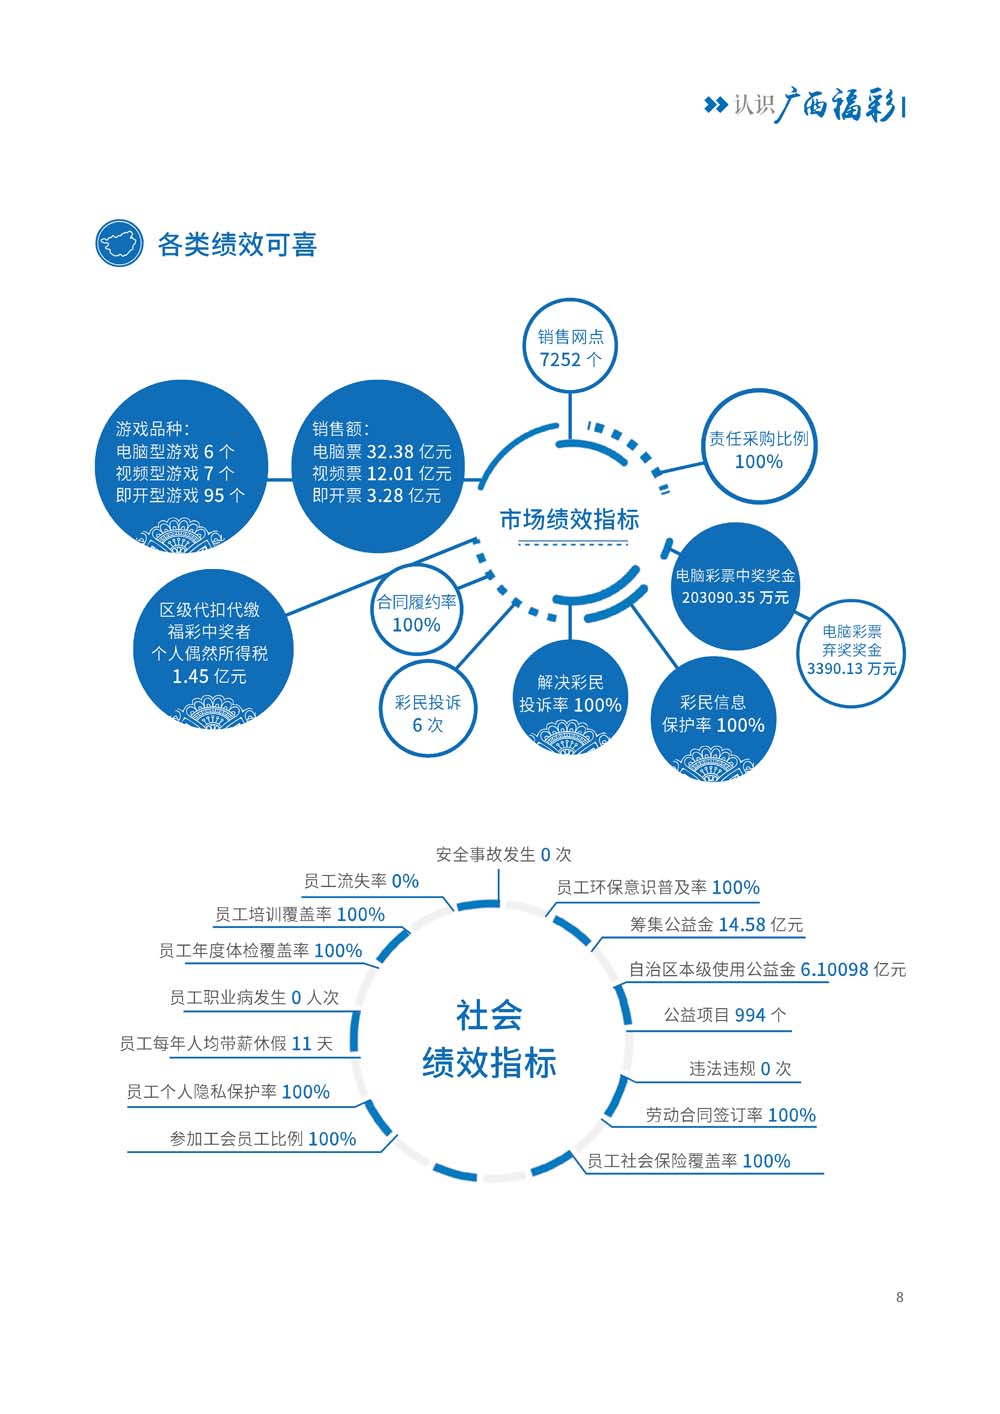 认识广西福彩
各类绩效可喜
销售网点
7252 个
责任采购比例
100%
游戏品种：
电脑型游戏 6 个
视频型游戏 7 个
即开型游戏 95 个
销售额：
电脑票 32.38 亿元
视频票 12.01 亿元
即开票 3.28 亿元
市场绩效指标
电脑彩票中奖奖金
203090.35 万元
电脑彩票
弃奖奖金
3390.13 万元
区级代扣代缴
福彩中奖者
个人偶然所得税
1.45 亿元
合同履约率
100%
彩民投诉
6 次
解决彩民
投诉率 100%
彩民信息
保护率 100%
安全事故发生 0 次
员工流失率 0%
员工环保意识普及率 100%
员工培训覆盖率 100%
筹集公益金 14.58 亿元
员工年度体检覆盖率 100%
自治区本级使用公益金 6.10098 亿元
员工职业病发生 0 人次
公益项目 994 个
社会
绩效指标
员工每年人均带薪休假 11 天
违法违规 0 次
员工个人隐私保护率 100%
劳动合同签订率 100%
参加工会员工比例 100%
员工社会保险覆盖率 100%
8